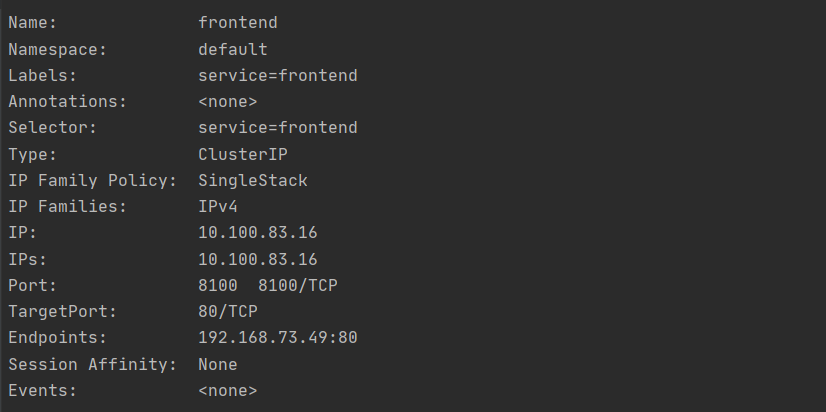 Name:              frontend
Namespace:         default
Labels:            service=frontend
Annotations:       <none>
Selector:          service=frontend
Type:              ClusterIP
IP Family Policy:  SingleStack
IP Families:       IPv4
IP:                10.100.83.16
IPs:               10.100.83.16
Port:              8100  8100/TCP
TargetPort:        80/TCP
Endpoints:         192.168.73.49:80
Session Affinity:  None
Events:            <none>